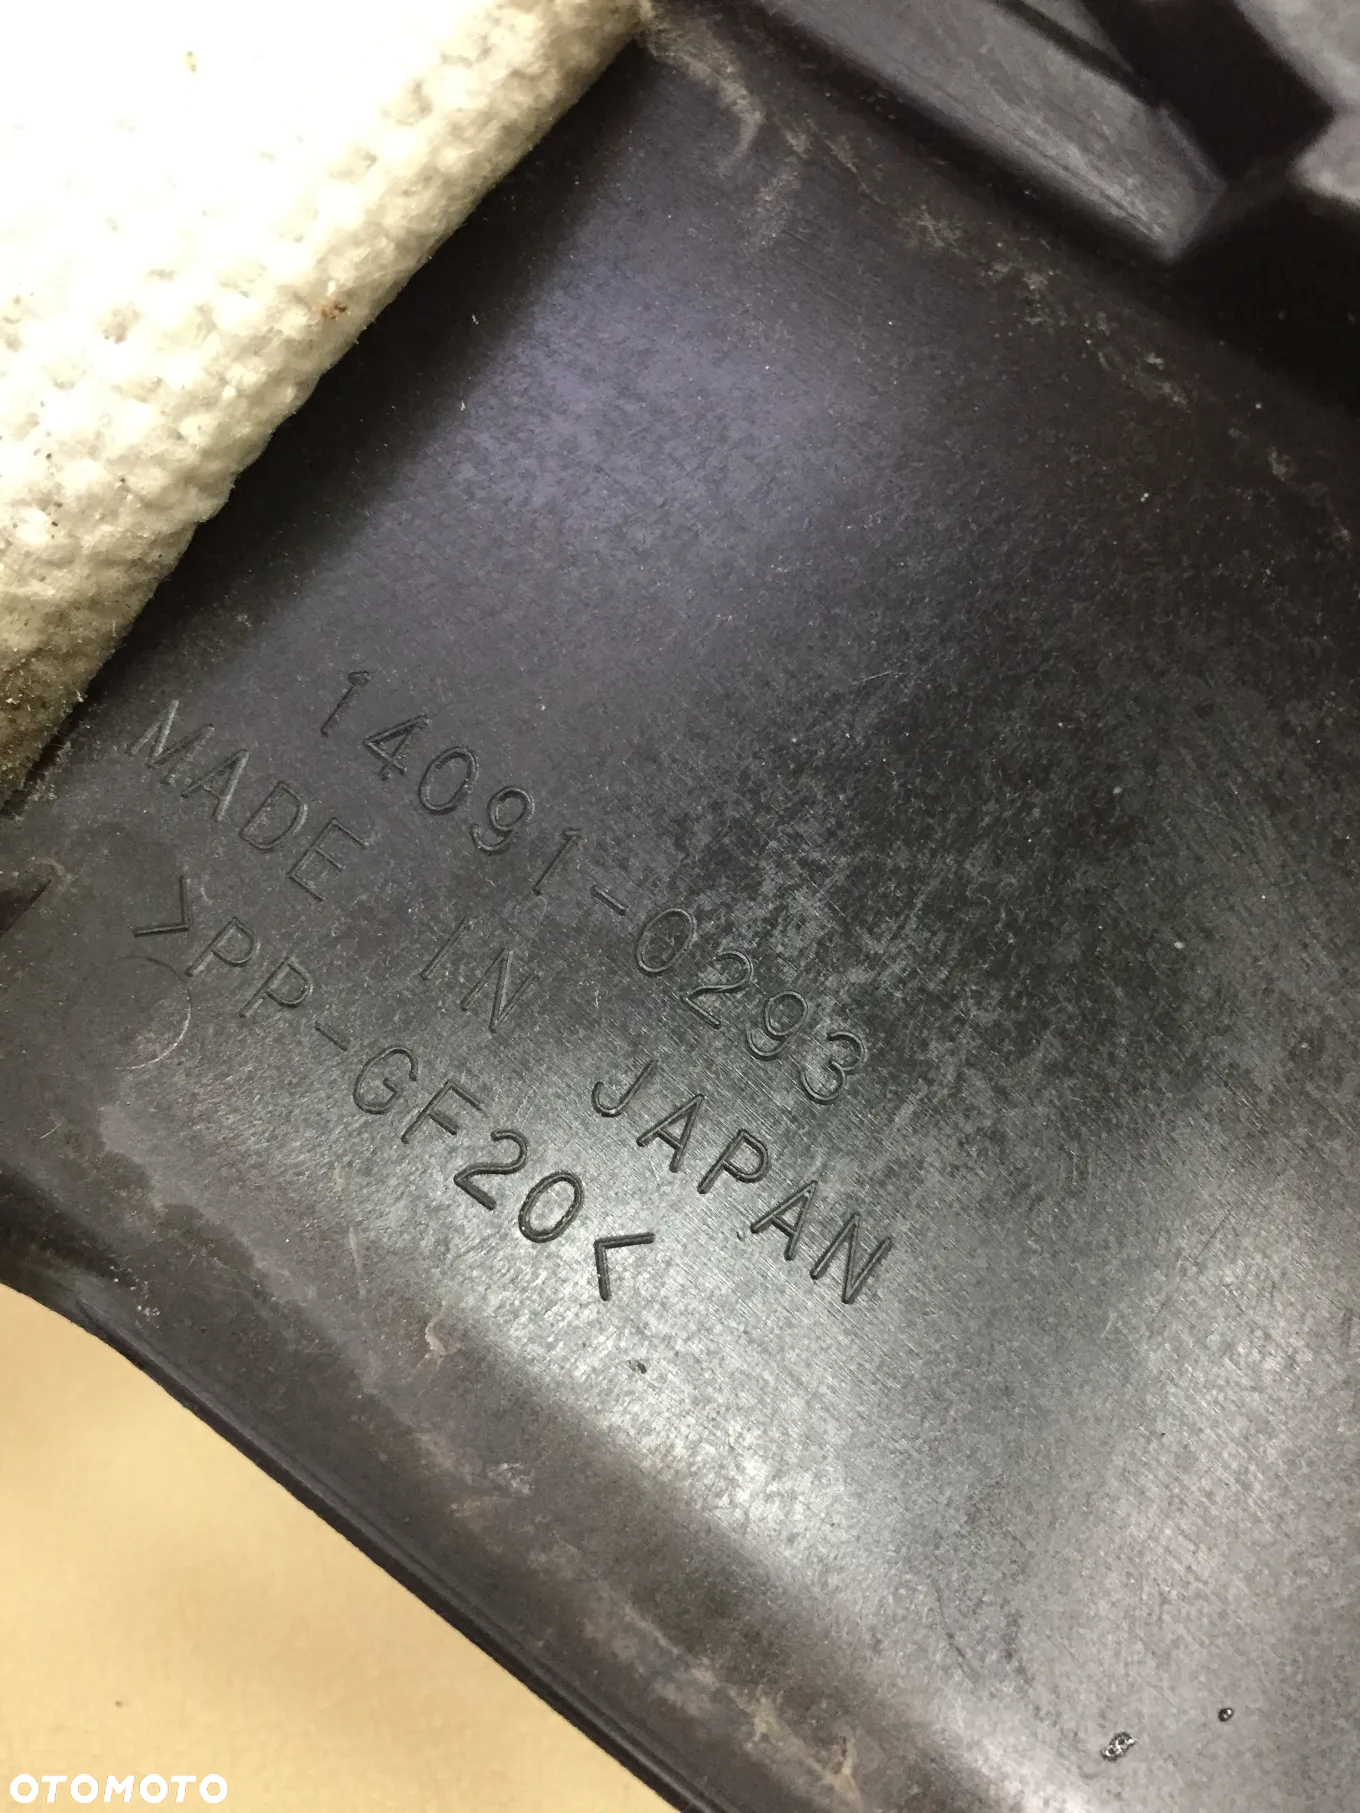 14091-0293
MADE IN JAPAN
>PP-GF20<
OTOMOTO